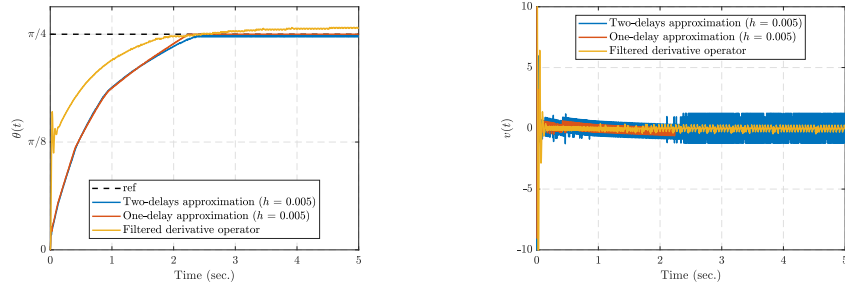 π/4
π/8
0
θ(t)
ref
Two-delays approximation (h = 0.005)
One-delay approximation (h = 0.005)
Filtered derivative operator
0 1 2 3 4 5
Time (sec.)
10
5
0
-5
-10
v(t)
Two-delays approximation (h = 0.005)
One-delay approximation (h = 0.005)
Filtered derivative operator
0 1 2 3 4 5
Time (sec.)